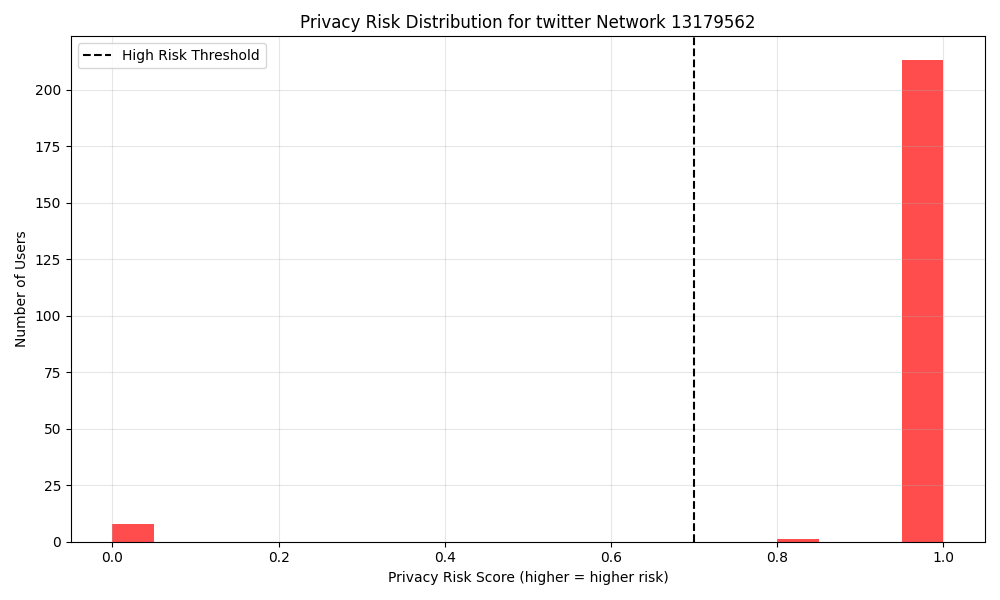 Privacy Risk Distribution for twitter Network 13179562
High Risk Threshold
Number of Users
200
175
150
125
100
75
50
25
0
0.0 0.2 0.4 0.6 0.8 1.0
Privacy Risk Score (higher = higher risk)